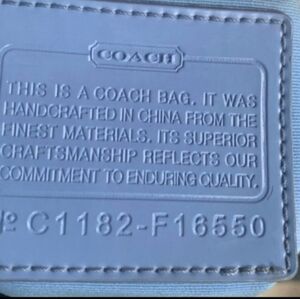 COACH
THIS IS A COACH BAG. IT WAS
HANDCRAFTED IN CHINA FROM THE
FINEST MATERIALS. ITS SUPERIOR
CRAFTSMANSHIP REFLECTS OUR
COMMITMENT TO ENDURING QUALITY.
№ C1182-F16550